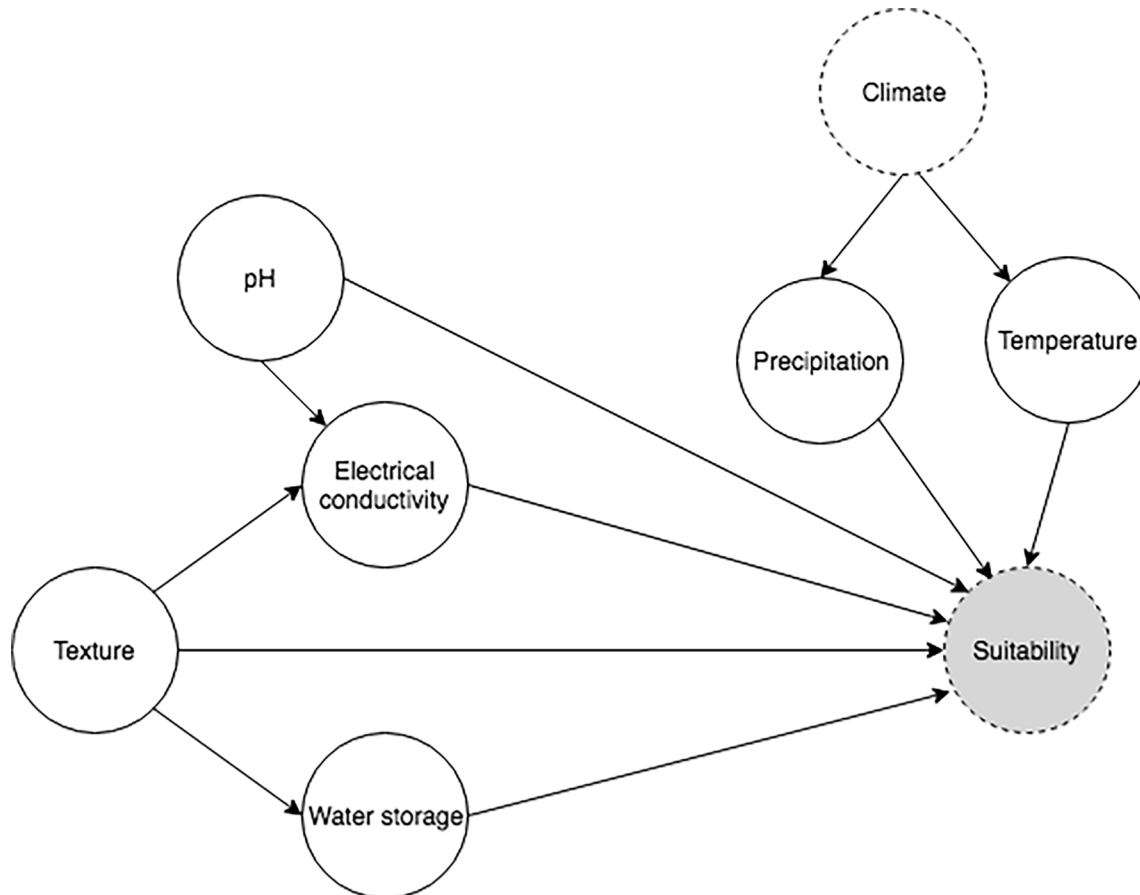 Climate
pH
Precipitation
Temperature
Electrical
conductivity
Texture
Suitability
Water storage